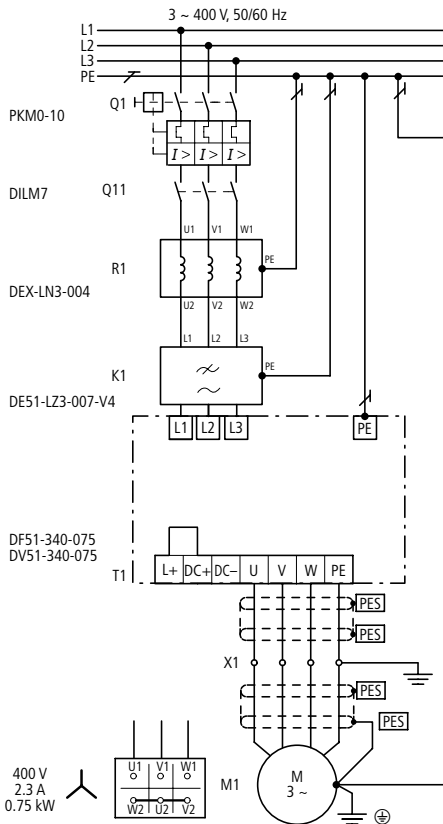 3 ~ 400 V, 50/60 Hz
L1
L2
L3
PE
PKM0-10
Q1
I > I > I >
DILM7
Q11
U1 V1 W1
R1
PE
DEX-LN3-004
U2 V2 W2
L1 L2 L3
K1
PE
DE51-LZ3-007-V4
L1 L2 L3 PE
DF51-340-075
DV51-340-075
T1
L+ DC+ DC– U V W PE
PES
PES
X1
PES
PES
400 V
2.3 A
0.75 kW
U1 V1 W1
W2 U2 V2
M1
M
3 ~